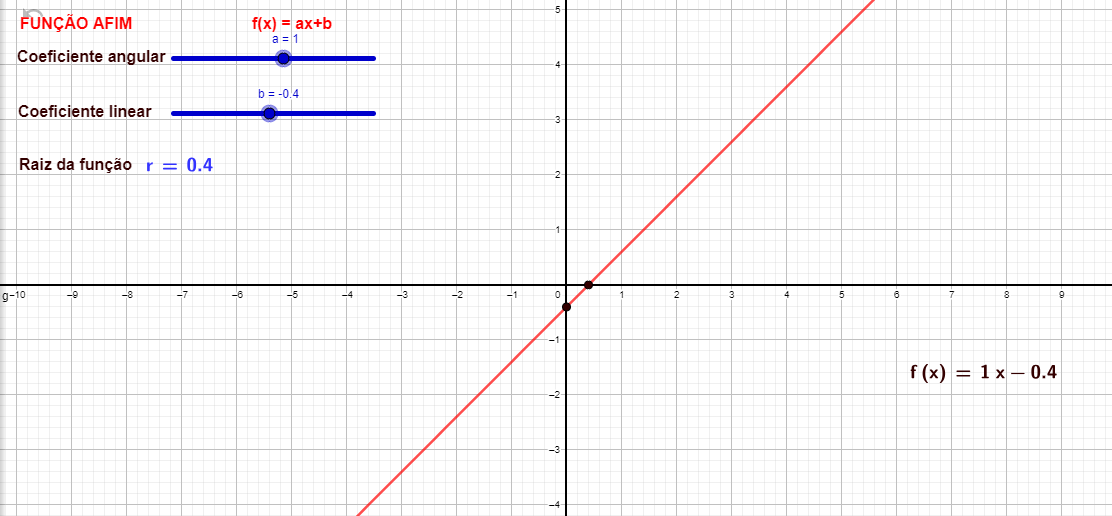 FUNÇÃO AFIM
f(x) = ax+b
a = 1
Coeficiente angular
b = -0.4
Coeficiente linear
Raiz da função r = 0.4
5
4
3
2
1
g–10 –9 –8 –7 –6 –5 –4 –3 –2 –1 0 1 2 3 4 5 6 7 8 9
–1
f (x) = 1 x – 0.4
–2
–3
–4